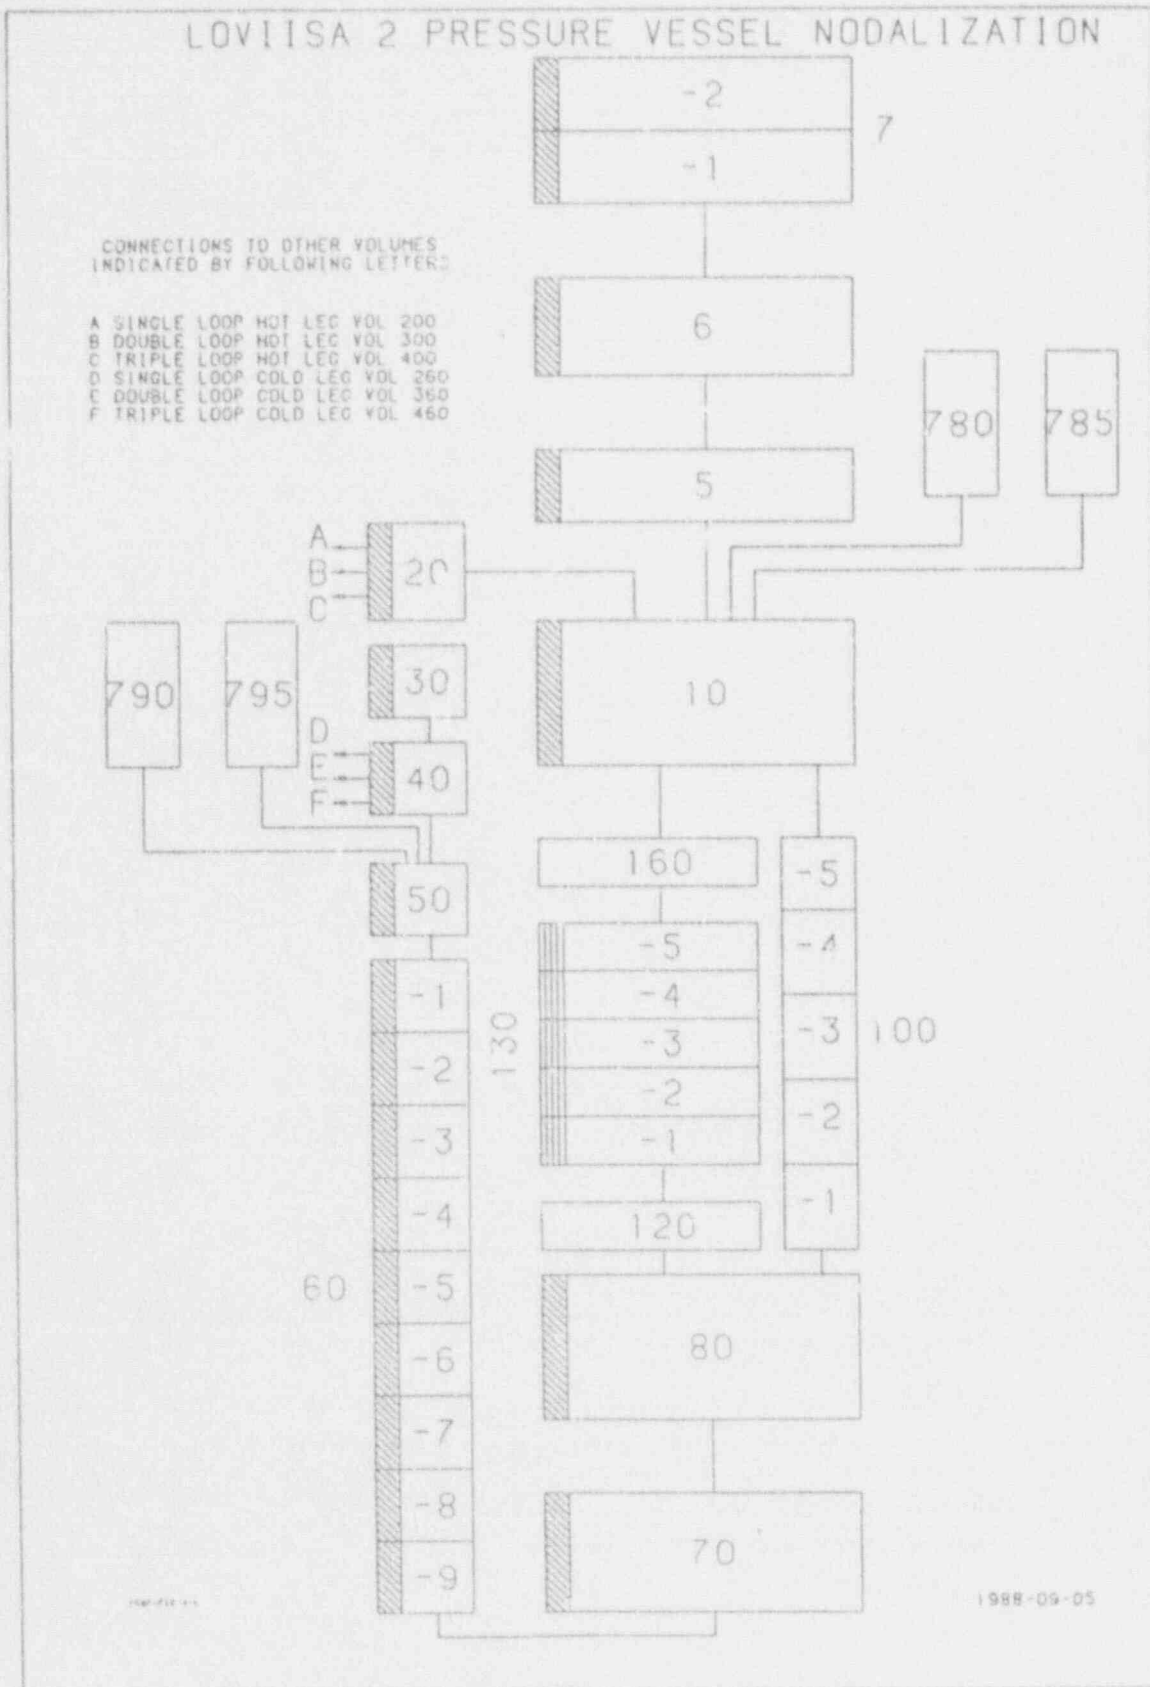 LOVIISA 2 PRESSURE VESSEL NODALIZATION
-2
7
-1
CONNECTIONS TO OTHER VOLUMES
INDICATED BY FOLLOWING LETTERS
A SINGLE LOOP HOT LEG VOL 200
B DOUBLE LOOP HOT LEG VOL 300
C TRIPLE LOOP HOT LEG VOL 400
D SINGLE LOOP COLD LEG VOL 260
E DOUBLE LOOP COLD LEG VOL 360
F TRIPLE LOOP COLD LEG VOL 460
6
780
785
5
A
B
C
20
790
795
30
10
D
E
F
40
50
160
130
-5
-4
-3
-2
-1
-5
-4
-3
-2
-1
100
120
60
-1
-2
-3
-4
-5
-6
-7
-8
-9
80
70
1988-09-05